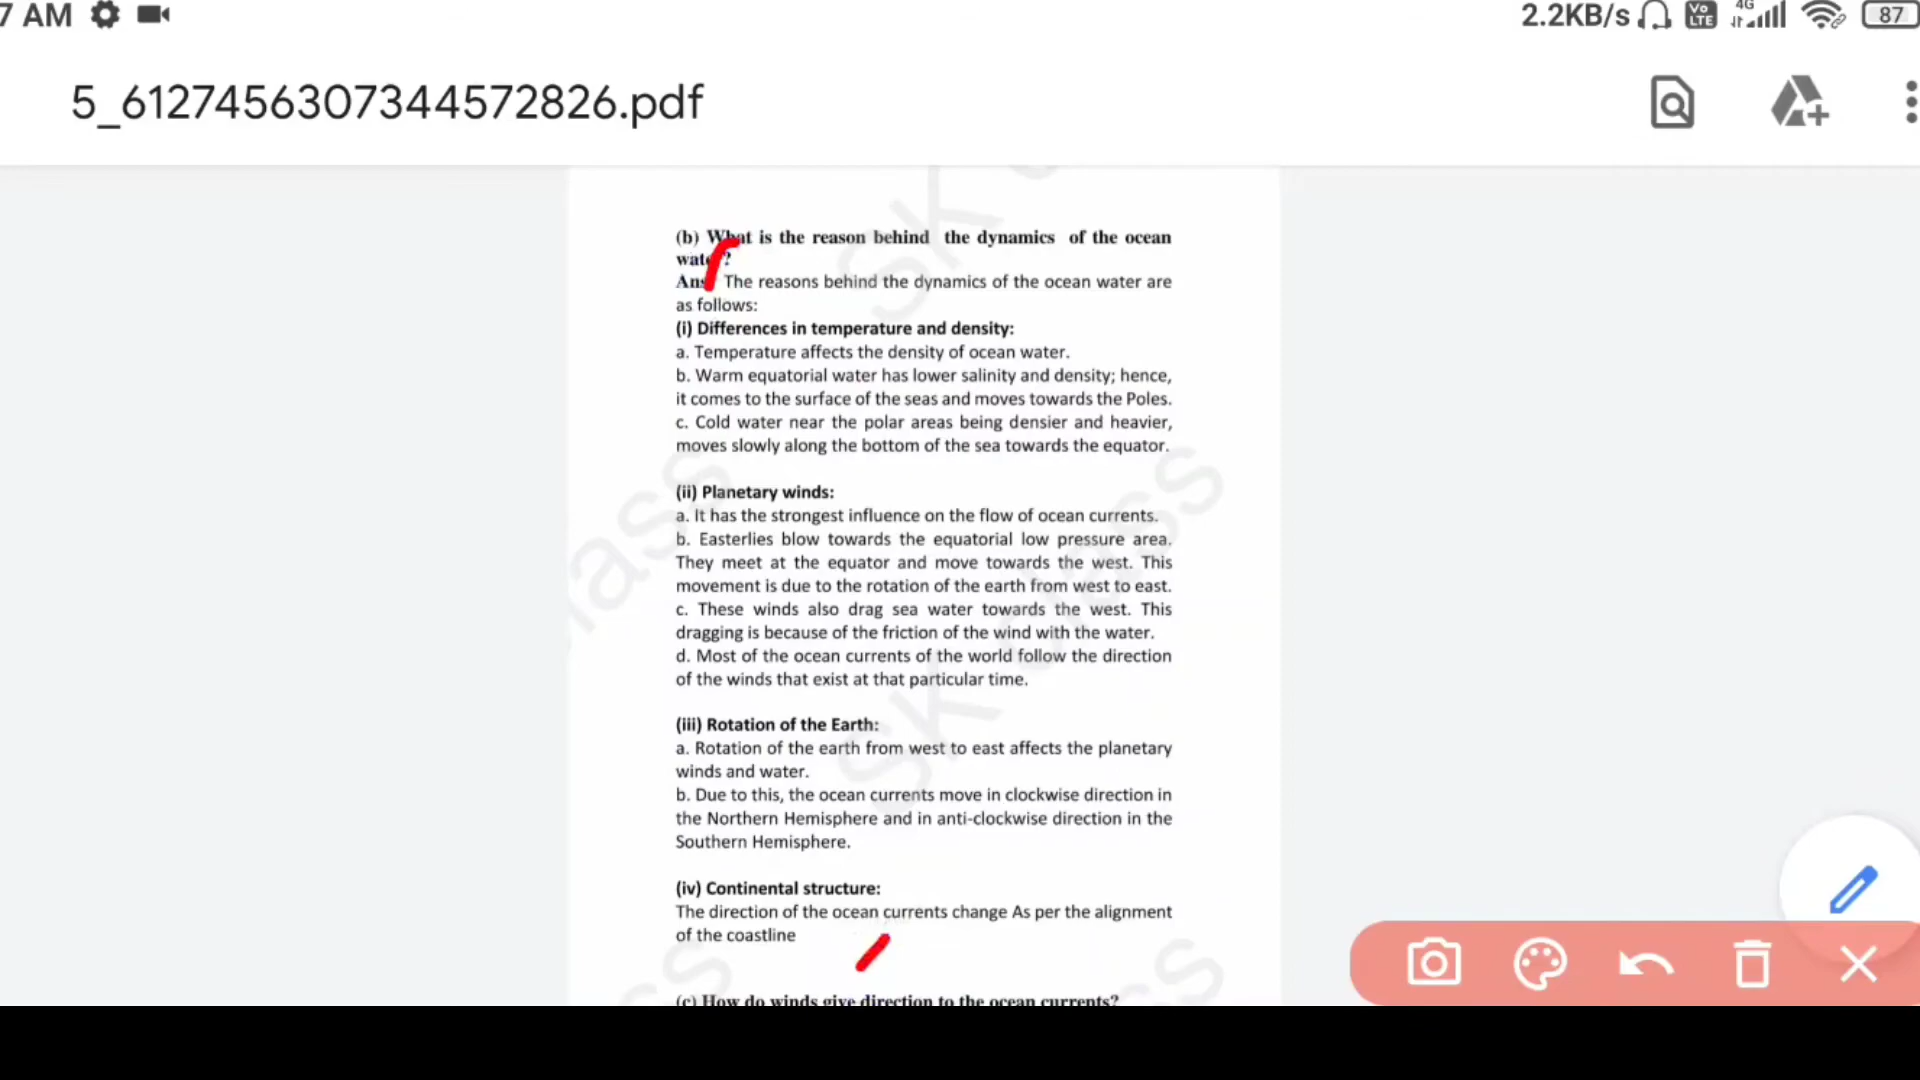 7 AM 2.2KB/s Vo LTE 4G 87
5_6127456307344572826.pdf
(b) What is the reason behind the dynamics of the ocean
water?
Ans The reasons behind the dynamics of the ocean water are
as follows:
(i) Differences in temperature and density:
a. Temperature affects the density of ocean water.
b. Warm equatorial water has lower salinity and density; hence,
it comes to the surface of the seas and moves towards the Poles.
c. Cold water near the polar areas being densier and heavier,
moves slowly along the bottom of the sea towards the equator.
(ii) Planetary winds:
a. It has the strongest influence on the flow of ocean currents.
b. Easterlies blow towards the equatorial low pressure area.
They meet at the equator and move towards the west. This
movement is due to the rotation of the earth from west to east.
c. These winds also drag sea water towards the west. This
dragging is because of the friction of the wind with the water.
d. Most of the ocean currents of the world follow the direction
of the winds that exist at that particular time.
(iii) Rotation of the Earth:
a. Rotation of the earth from west to east affects the planetary
winds and water.
b. Due to this, the ocean currents move in clockwise direction in
the Northern Hemisphere and in anti-clockwise direction in the
Southern Hemisphere.
(iv) Continental structure:
The direction of the ocean currents change As per the alignment
of the coastline
(c) How do winds give direction to the ocean currents?
SK class